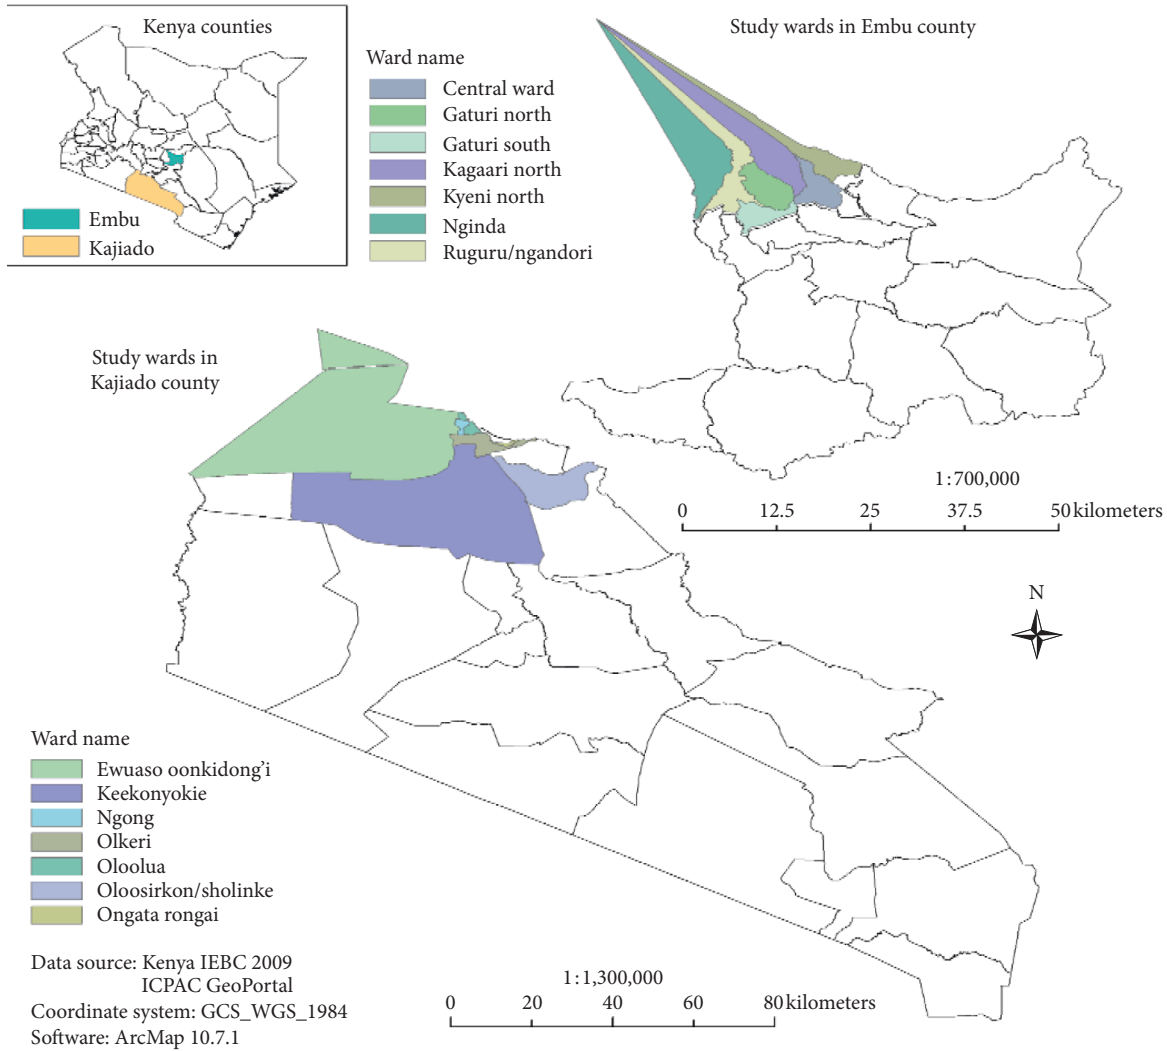 Kenya counties
Embu
Kajiado
Ward name
Central ward
Gaturi north
Gaturi south
Kagaari north
Kyeni north
Nginda
Ruguru/ngandori
Study wards in Embu county
1:700,000
0 12.5 25 37.5 50 kilometers
N
Study wards in
Kajiado county
Ward name
Ewuaso oonkidong'i
Keekonyokie
Ngong
Olkeri
Oloolua
Oloosirkon/sholinke
Ongata rongai
Data source: Kenya IEBC 2009
ICPAC GeoPortal
Coordinate system: GCS_WGS_1984
Software: ArcMap 10.7.1
1:1,300,000
0 20 40 60 80 kilometers